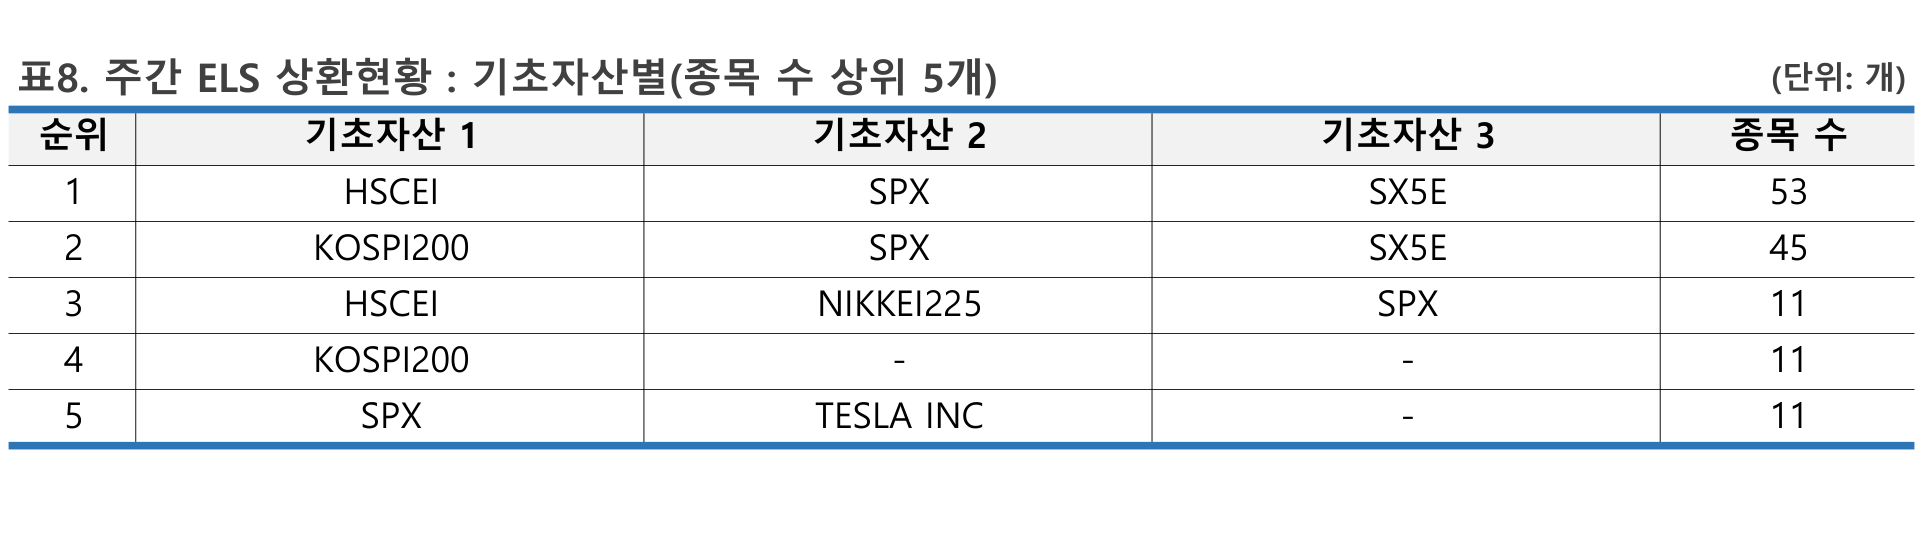 표8. 주간 ELS 상환현황 : 기초자산별(종목 수 상위 5개) (단위: 개)
순위 기초자산 1 기초자산 2 기초자산 3 종목 수
1 HSCEI SPX SX5E 53
2 KOSPI200 SPX SX5E 45
3 HSCEI NIKKEI225 SPX 11
4 KOSPI200 - - 11
5 SPX TESLA INC - 11